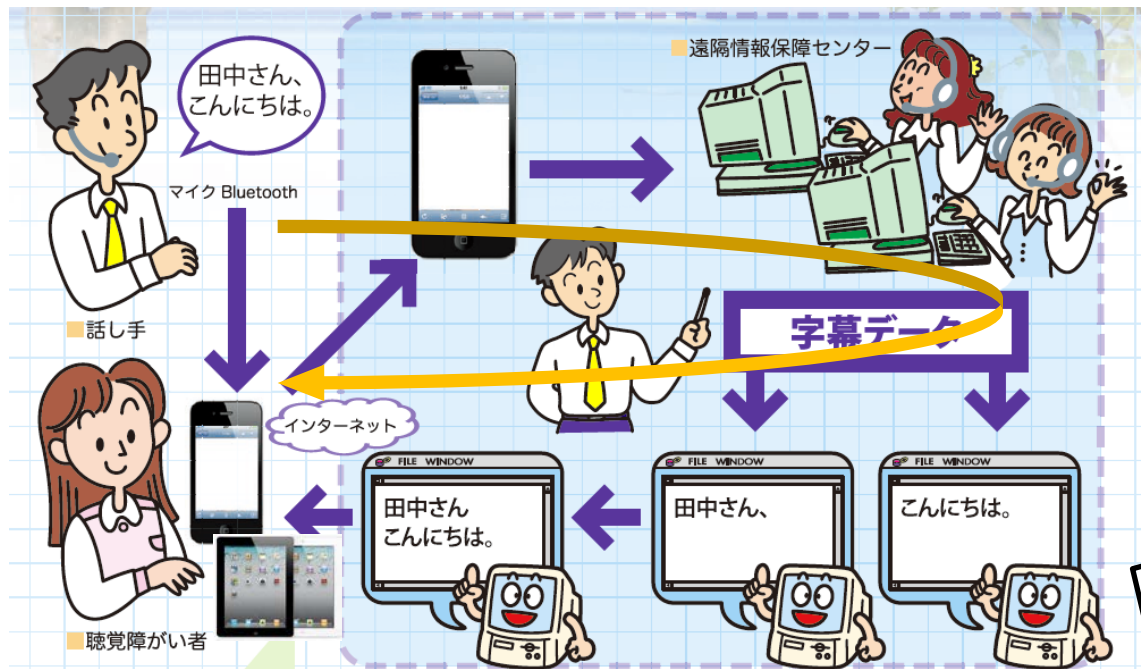 遠隔情報保障センター
田中さん、
こんにちは。
マイク Bluetooth
話し手
字幕データ
インターネット
FILE WINDOW
田中さん
こんにちは。
FILE WINDOW
田中さん、
FILE WINDOW
こんにちは。
聴覚障がい者